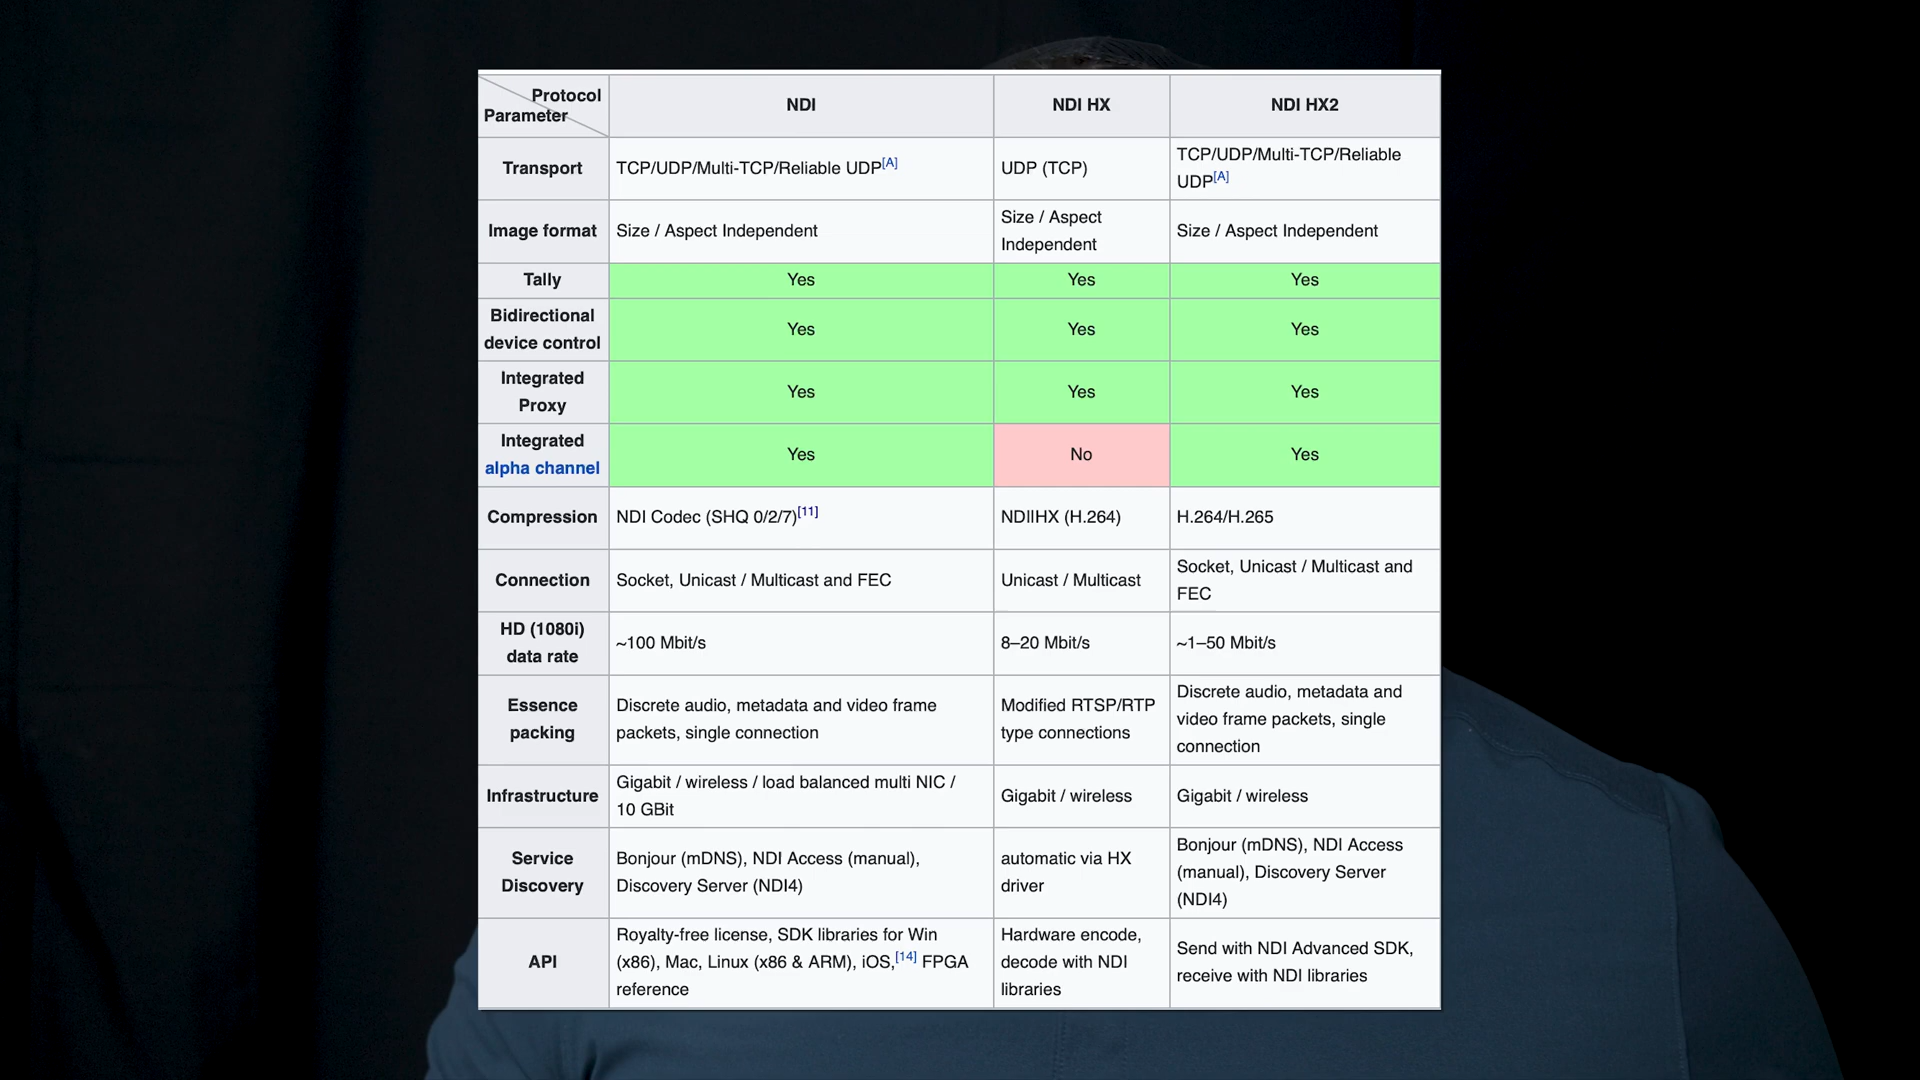 Protocol
Parameter
NDI
NDI HX
NDI HX2
Transport
TCP/UDP/Multi-TCP/Reliable UDP[A]
UDP (TCP)
TCP/UDP/Multi-TCP/Reliable
UDP[A]
Image format
Size / Aspect Independent
Size / Aspect
Independent
Size / Aspect Independent
Tally
Yes
Yes
Yes
Bidirectional
device control
Yes
Yes
Yes
Integrated
Proxy
Yes
Yes
Yes
Integrated
alpha channel
Yes
No
Yes
Compression
NDI Codec (SHQ 0/2/7)[11]
NDI|HX (H.264)
H.264/H.265
Connection
Socket, Unicast / Multicast and FEC
Unicast / Multicast
Socket, Unicast / Multicast and
FEC
HD (1080i)
data rate
~100 Mbit/s
8–20 Mbit/s
~1–50 Mbit/s
Essence
packing
Discrete audio, metadata and video frame
packets, single connection
Modified RTSP/RTP
type connections
Discrete audio, metadata and
video frame packets, single
connection
Infrastructure
Gigabit / wireless / load balanced multi NIC /
10 GBit
Gigabit / wireless
Gigabit / wireless
Service
Discovery
Bonjour (mDNS), NDI Access (manual),
Discovery Server (NDI4)
automatic via HX
driver
Bonjour (mDNS), NDI Access
(manual), Discovery Server
(NDI4)
API
Royalty-free license, SDK libraries for Win
(x86), Mac, Linux (x86 & ARM), iOS,[14] FPGA
reference
Hardware encode,
decode with NDI
libraries
Send with NDI Advanced SDK,
receive with NDI libraries